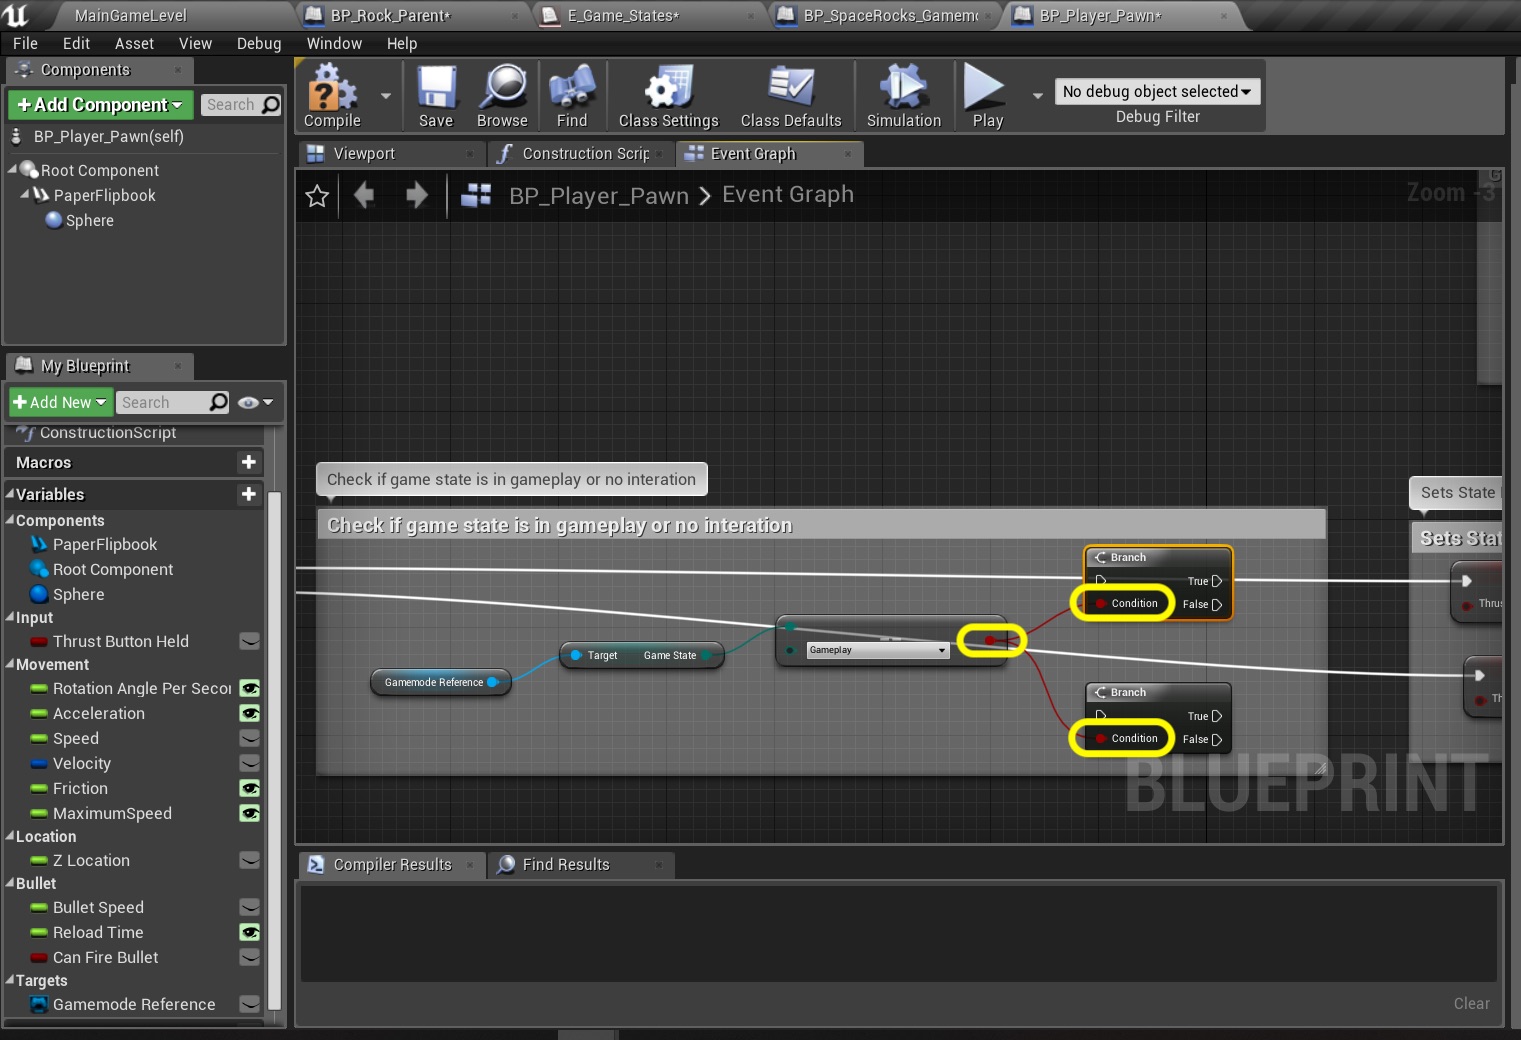 MainGameLevel
BP_Rock_Parent*
E_Game_States*
BP_SpaceRocks_Gamem
BP_Player_Pawn*
File Edit Asset View Debug Window Help
Components
+Add Component
Search
BP_Player_Pawn(self)
Root Component
PaperFlipbook
Sphere
Compile
Save
Browse
Find
Class Settings
Class Defaults
Simulation
Play
No debug object selected
Debug Filter
Viewport
Construction Scrip
Event Graph
BP_Player_Pawn > Event Graph
Zoom -3
My Blueprint
+Add New
Search
ConstructionScript
Macros
Variables
Components
PaperFlipbook
Root Component
Sphere
Input
Thrust Button Held
Movement
Rotation Angle Per Secor
Acceleration
Speed
Velocity
Friction
MaximumSpeed
Location
Z Location
Bullet
Bullet Speed
Reload Time
Can Fire Bullet
Targets
Gamemode Reference
Check if game state is in gameplay or no interation
Check if game state is in gameplay or no interation
Gamemode Reference
Target Game State
==
Gameplay
Branch
True
Condition False
Branch
True
Condition False
Sets State
Sets Stat
Thrus
Th
BLUEPRINT
Compiler Results
Find Results
Clear